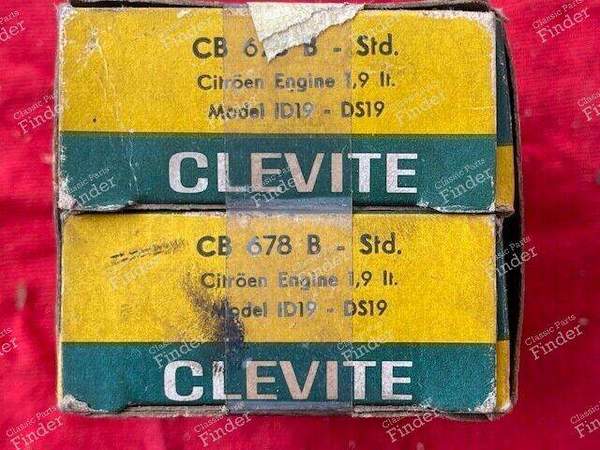 CB 678 B - Std.
Citröen Engine 1,9 lt.
Model ID19 - DS19
CLEVITE
CB 678 B - Std.
Citröen Engine 1,9 lt.
Model ID19 - DS19
CLEVITE
Classic Parts
Finder